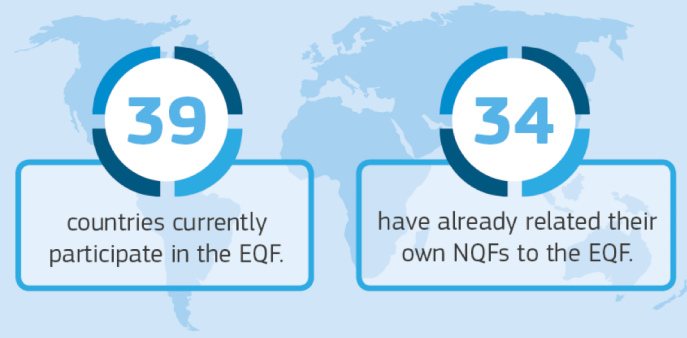 39
countries currently
participate in the EQF.
34
have already related their
own NQFs to the EQF.